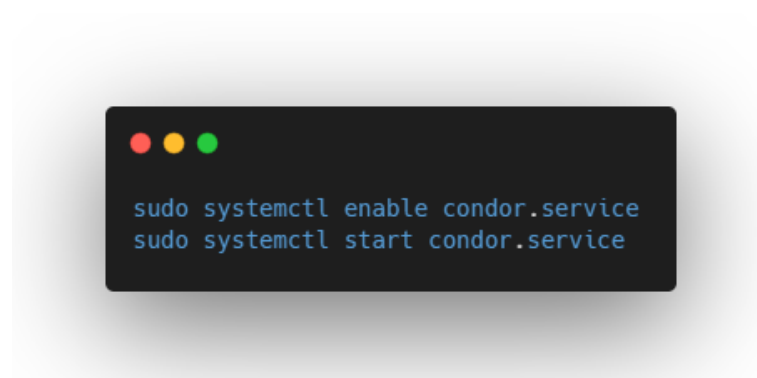 sudo systemctl enable condor.service
sudo systemctl start condor.service